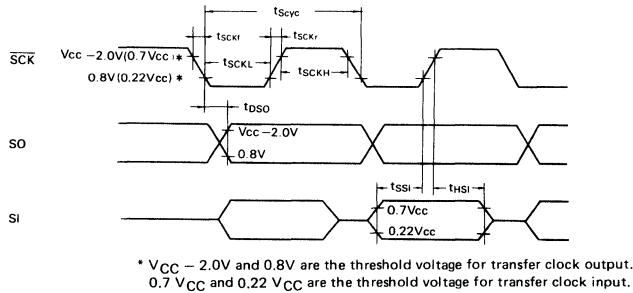 tScyc
tSCKf
tSCKr
SCK
Vcc −2.0V(0.7Vcc)*
tSCKL
tSCKH
0.8V(0.22Vcc) *
tDSO
SO
Vcc −2.0V
0.8V
tSSI
tHSI
SI
0.7Vcc
0.22Vcc
* VCC − 2.0V and 0.8V are the threshold voltage for transfer clock output.
0.7 VCC and 0.22 VCC are the threshold voltage for transfer clock input.